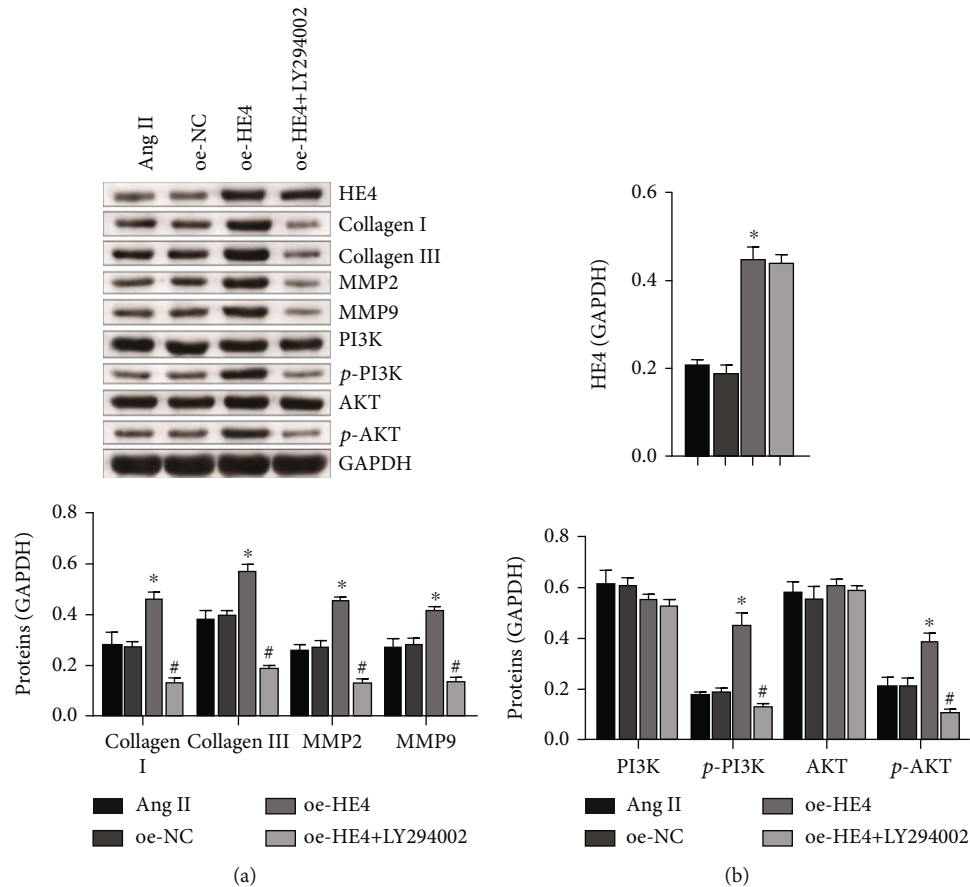 Ang II
oe-NC
oe-HE4
oe-HE4+LY294002
HE4
Collagen I
Collagen III
MMP2
MMP9
PI3K
p-PI3K
AKT
p-AKT
GAPDH
HE4 (GAPDH)
0.6
0.4
0.2
0.0
*
Proteins (GAPDH)
0.8
0.6
0.4
0.2
0.0
*
#
*
#
*
#
*
#
Collagen
I
Collagen III
MMP2
MMP9
Ang II
oe-NC
oe-HE4
oe-HE4+LY294002
(a)
Proteins (GAPDH)
0.8
0.6
0.4
0.2
0.0
*
#
*
#
PI3K
p-PI3K
AKT
p-AKT
Ang II
oe-NC
oe-HE4
oe-HE4+LY294002
(b)